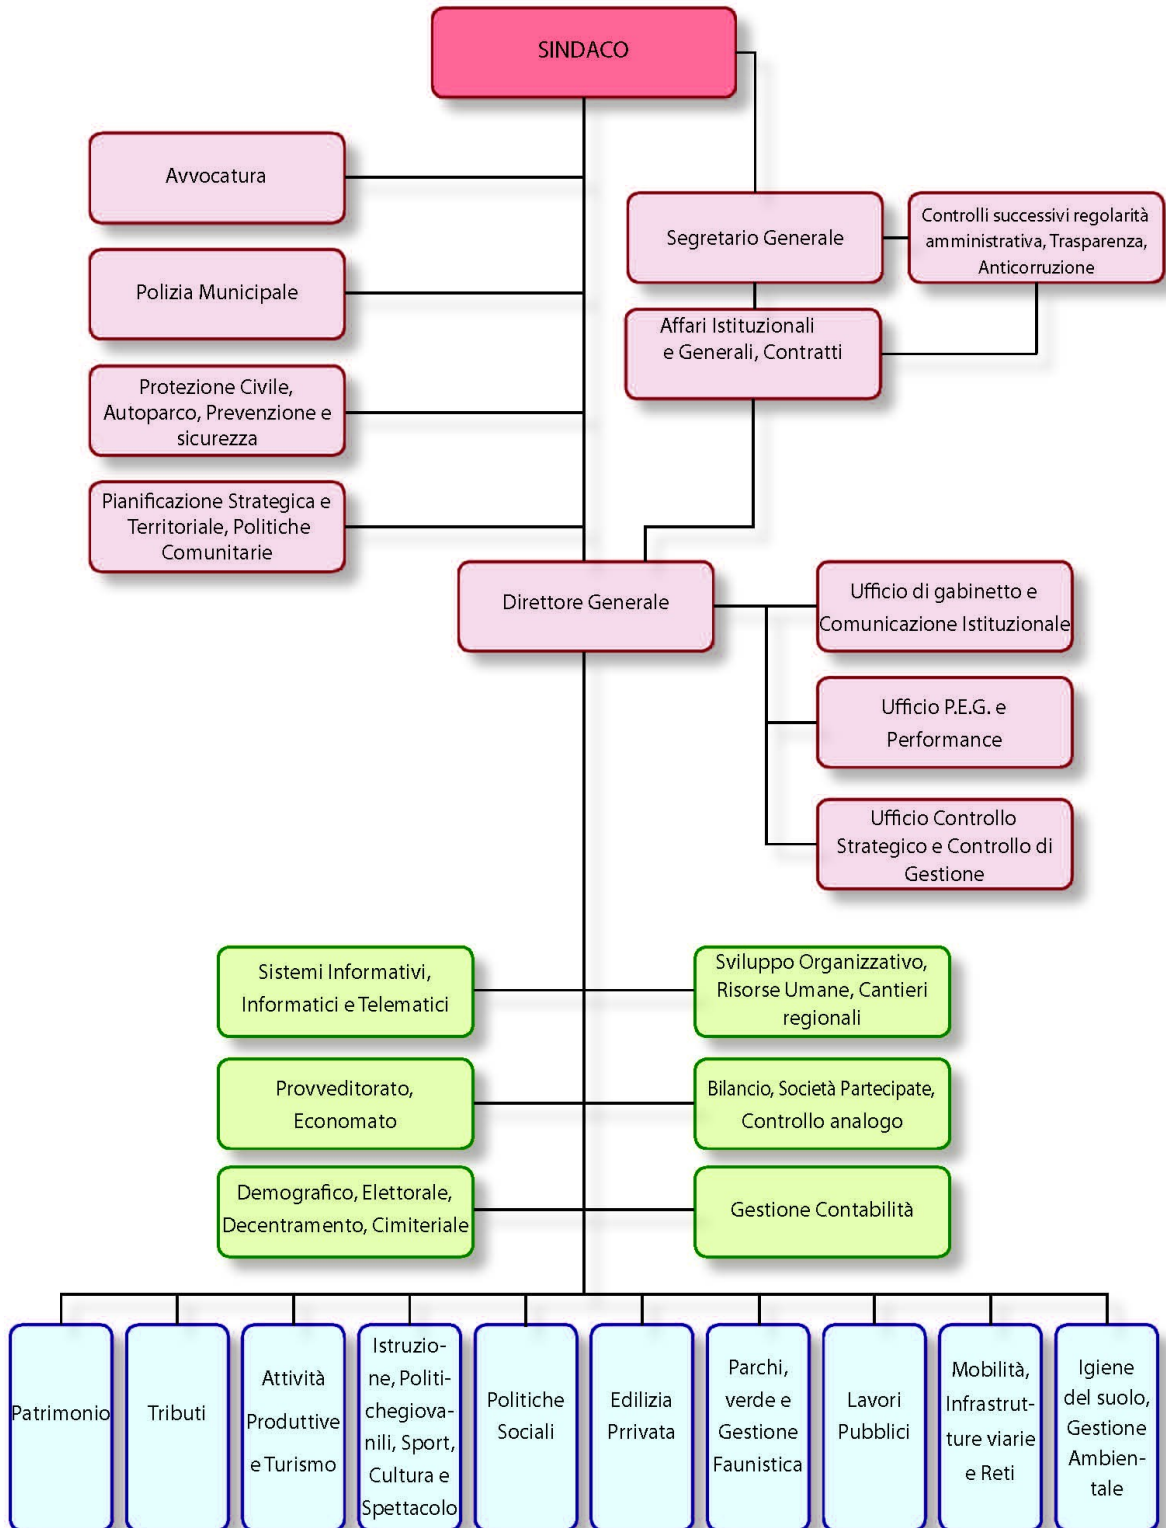 SINDACO
Avvocatura
Segretario Generale
Controlli successivi regolarità
amministrativa, Trasparenza,
Anticorruzione
Polizia Municipale
Affari Istituzionali
e Generali, Contratti
Protezione Civile,
Autoparco, Prevenzione e
sicurezza
Pianificazione Strategica e
Territoriale, Politiche
Comunitarie
Direttore Generale
Ufficio di gabinetto e
Comunicazione Istituzionale
Ufficio P.E.G. e
Performance
Ufficio Controllo
Strategico e Controllo di
Gestione
Sistemi Informativi,
Informatici e Telematici
Sviluppo Organizzativo,
Risorse Umane, Cantieri
regionali
Provveditorato,
Economato
Bilancio, Società Partecipate,
Controllo analogo
Demografico, Elettorale,
Decentramento, Cimiteriale
Gestione Contabilità
Patrimonio
Tributi
Attività
Produttive
e Turismo
Istruzio-
ne, Politi-
chegiova-
nili, Sport,
Cultura e
Spettacolo
Politiche
Sociali
Edilizia
Prrivata
Parchi,
verde e
Gestione
Faunistica
Lavori
Pubblici
Mobilità,
Infrastrut-
ture viarie
e Reti
Igiene
del suolo,
Gestione
Ambien-
tale